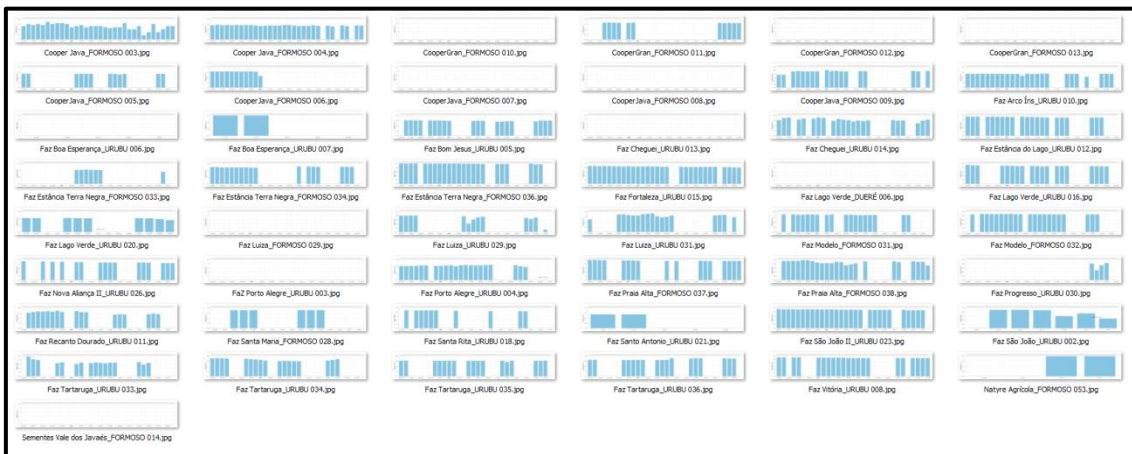 Cooper Java_FORMOSO 003.jpg
Cooper Java_FORMOSO 004.jpg
CooperGran_FORMOSO 010.jpg
CooperGran_FORMOSO 011.jpg
CooperGran_FORMOSO 012.jpg
CooperGran_FORMOSO 013.jpg
CooperJava_FORMOSO 005.jpg
CooperJava_FORMOSO 006.jpg
CooperJava_FORMOSO 007.jpg
CooperJava_FORMOSO 008.jpg
CooperJava_FORMOSO 009.jpg
Faz Arco Íris_URUBU 010.jpg
Faz Boa Esperança_URUBU 006.jpg
Faz Boa Esperança_URUBU 007.jpg
Faz Bom Jesus_URUBU 005.jpg
Faz Cheguei_URUBU 013.jpg
Faz Cheguei_URUBU 014.jpg
Faz Estância do Lago_URUBU 012.jpg
Faz Estância Terra Negra_FORMOSO 033.jpg
Faz Estância Terra Negra_FORMOSO 034.jpg
Faz Estância Terra Negra_FORMOSO 036.jpg
Faz Fortaleza_URUBU 015.jpg
Faz Lago Verde_DUERÉ 006.jpg
Faz Lago Verde_URUBU 016.jpg
Faz Lago Verde_URUBU 020.jpg
Faz Luiza_FORMOSO 029.jpg
Faz Luiza_URUBU 029.jpg
Faz Luiza_URUBU 031.jpg
Faz Modelo_FORMOSO 031.jpg
Faz Modelo_FORMOSO 032.jpg
Faz Nova Aliança II_URUBU 026.jpg
FaZ Porto Alegre_URUBU 003.jpg
Faz Porto Alegre_URUBU 004.jpg
Faz Praia Alta_FORMOSO 037.jpg
Faz Praia Alta_FORMOSO 038.jpg
Faz Progresso_URUBU 030.jpg
Faz Recanto Dourado_URUBU 011.jpg
Faz Santa Maria_FORMOSO 028.jpg
Faz Santa Rita_URUBU 018.jpg
Faz Santo Antonio_URUBU 021.jpg
Faz São João II_URUBU 023.jpg
Faz São João_URUBU 002.jpg
Faz Tartaruga_URUBU 033.jpg
Faz Tartaruga_URUBU 034.jpg
Faz Tartaruga_URUBU 035.jpg
Faz Tartaruga_URUBU 036.jpg
Faz Vitória_URUBU 008.jpg
Natyre Agrícola_FORMOSO 053.jpg
Sementes Vale dos Javaés_FORMOSO 014.jpg